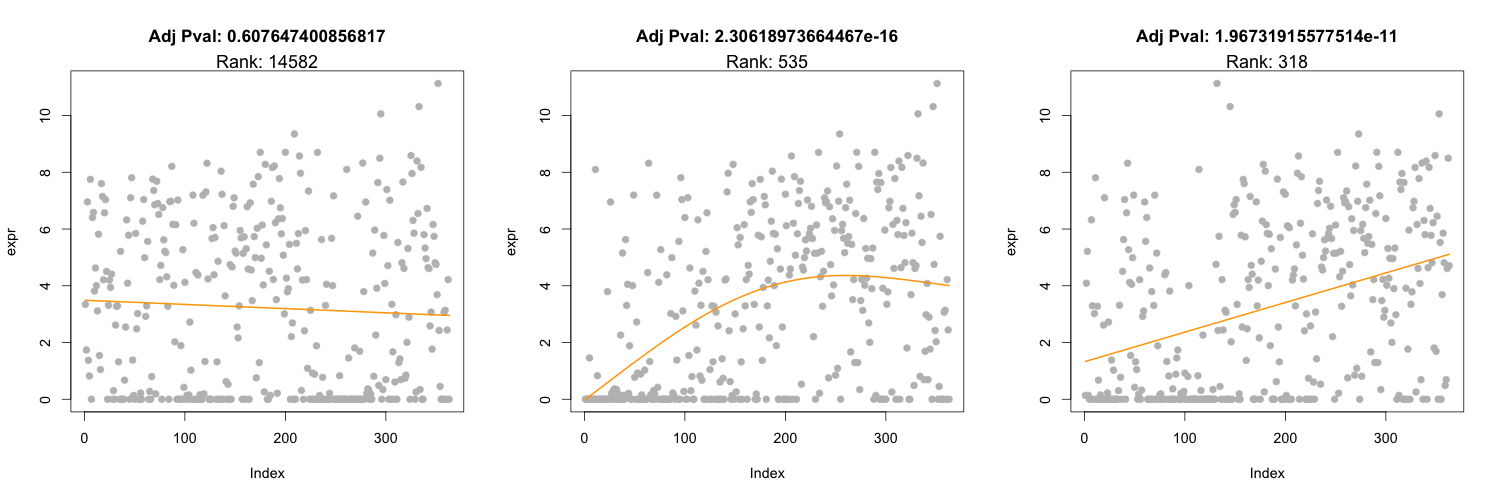 Adj Pval: 0.607647400856817
Rank: 14582
expr
0 2 4 6 8 10
0 100 200 300
Index
Adj Pval: 2.30618973664467e-16
Rank: 535
expr
0 2 4 6 8 10
0 100 200 300
Index
Adj Pval: 1.96731915577514e-11
Rank: 318
expr
0 2 4 6 8 10
0 100 200 300
Index